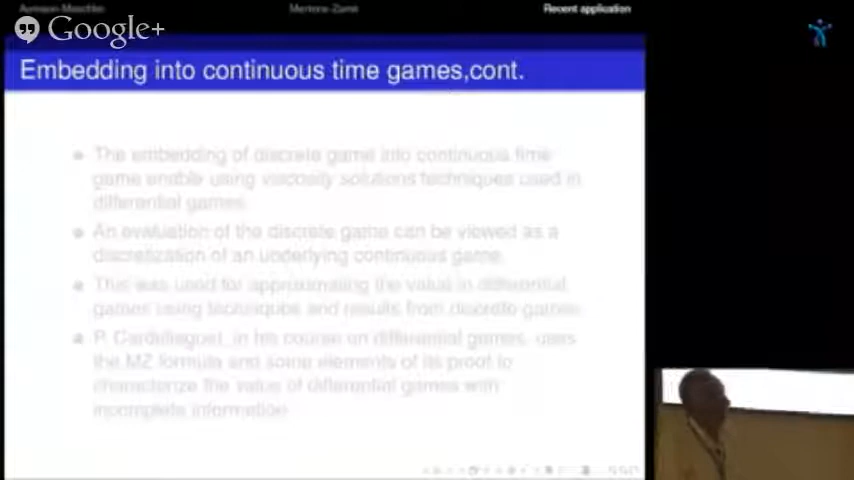 Aumann-Maschler Mertens-Zamir Recent application
Google+
Embedding into continuous time games,cont.
The embedding of discrete game into continuous time
game enable using viscosity solutions techniques used in
differential games.
An evaluation of the discrete game can be viewed as a
discretization of an underlying continuous game.
This was used for approximating the value in differential
games using techniques and results from discrete games.
P. Cardaliaguet, in his course on differential games, uses
the MZ formula and some elements of its proof to
characterize the value of differential games with
incomplete information